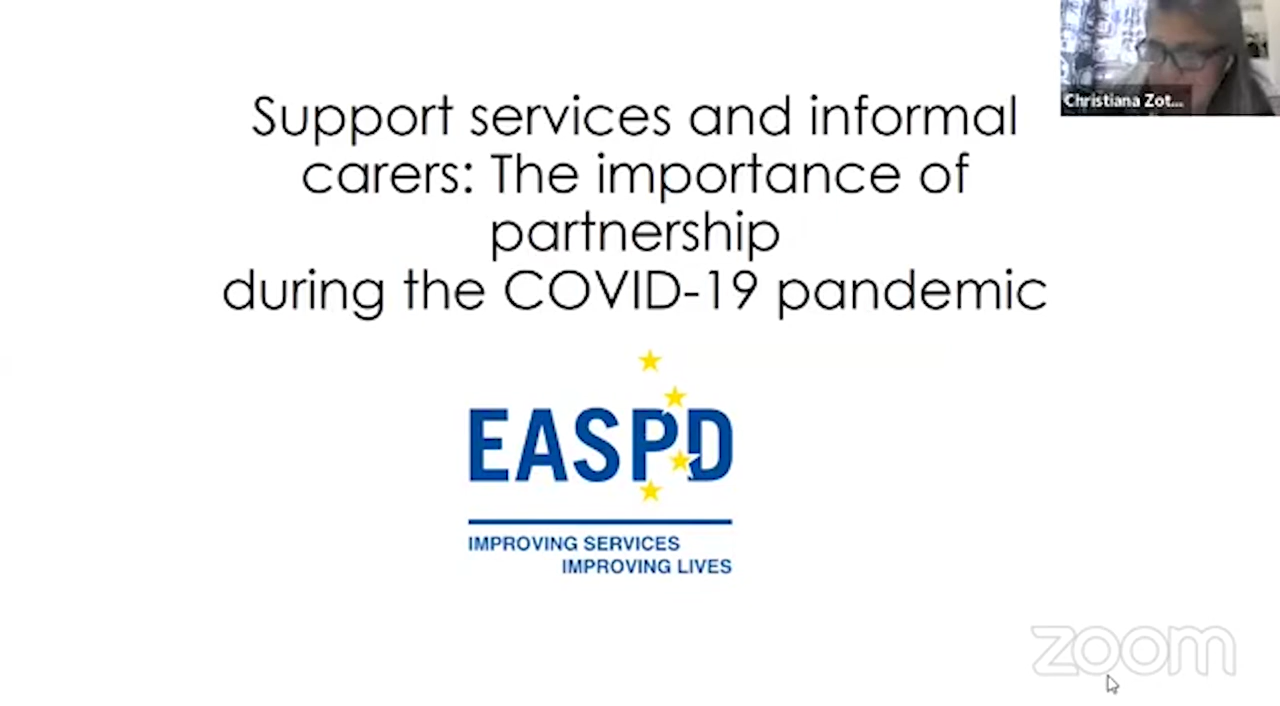 Support services and informal
carers: The importance of
partnership
during the COVID-19 pandemic
Christiana Zot...
EASPD
IMPROVING SERVICES
IMPROVING LIVES
zoom